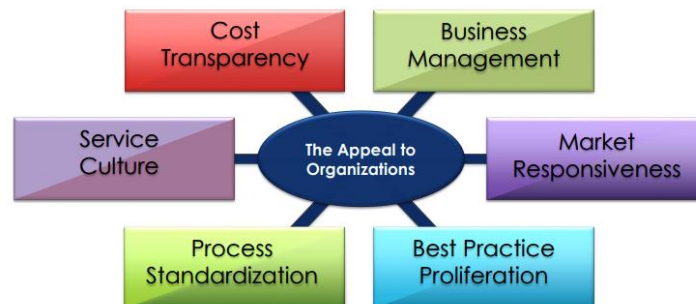 Cost
Transparency
Business
Management
Service
Culture
The Appeal to
Organizations
Market
Responsiveness
Process
Standardization
Best Practice
Proliferation